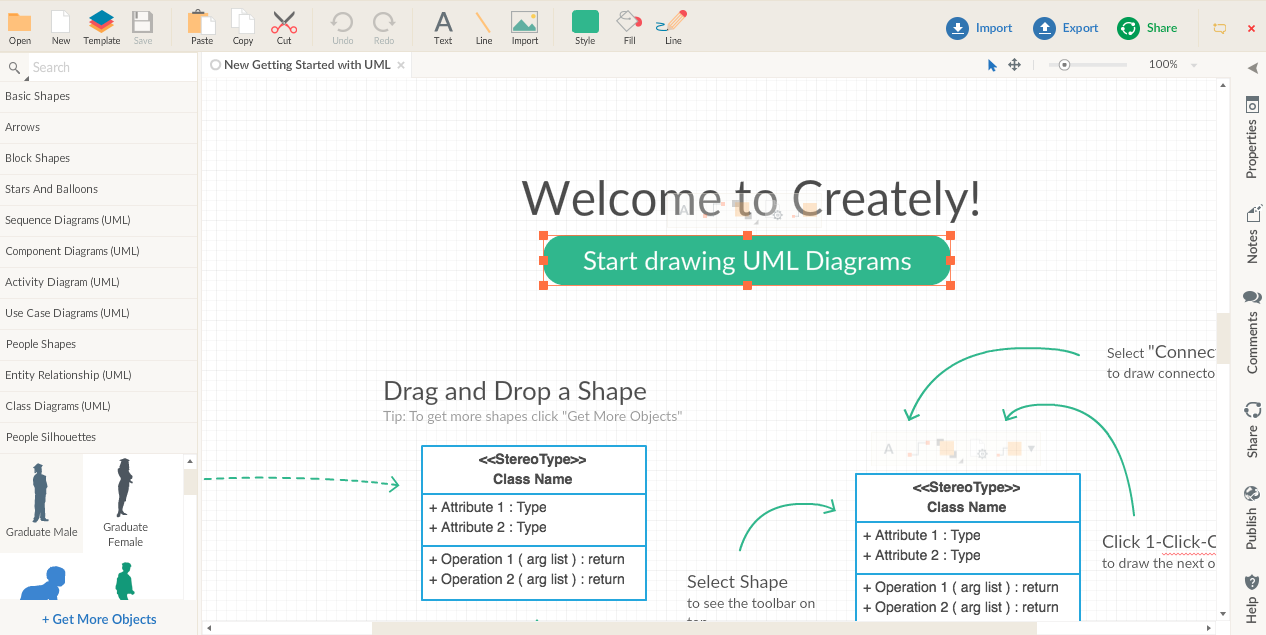 Open
New
Template
Save
Paste
Copy
Cut
Undo
Redo
Text
Line
Import
Style
Fill
Line
Import
Export
Share
Search
New Getting Started with UML
100%
Basic Shapes
Arrows
Block Shapes
Stars And Balloons
Sequence Diagrams (UML)
Component Diagrams (UML)
Activity Diagram (UML)
Use Case Diagrams (UML)
People Shapes
Entity Relationship (UML)
Class Diagrams (UML)
People Silhouettes
Graduate Male
Graduate
Female
+ Get More Objects
Welcome to Creately!
Start drawing UML Diagrams
Drag and Drop a Shape
Tip: To get more shapes click "Get More Objects"
<<StereoType>>
Class Name
+ Attribute 1 : Type
+ Attribute 2 : Type
+ Operation 1 ( arg list ) : return
+ Operation 2 ( arg list ) : return
Select Shape
to see the toolbar on
top
Select "Connec
to draw connecto
<<StereoType>>
Class Name
+ Attribute 1 : Type
+ Attribute 2 : Type
+ Operation 1 ( arg list ) : return
+ Operation 2 ( arg list ) : return
Click 1-Click-C
to draw the next o
Properties
Notes
Comments
Share
Publish
Help